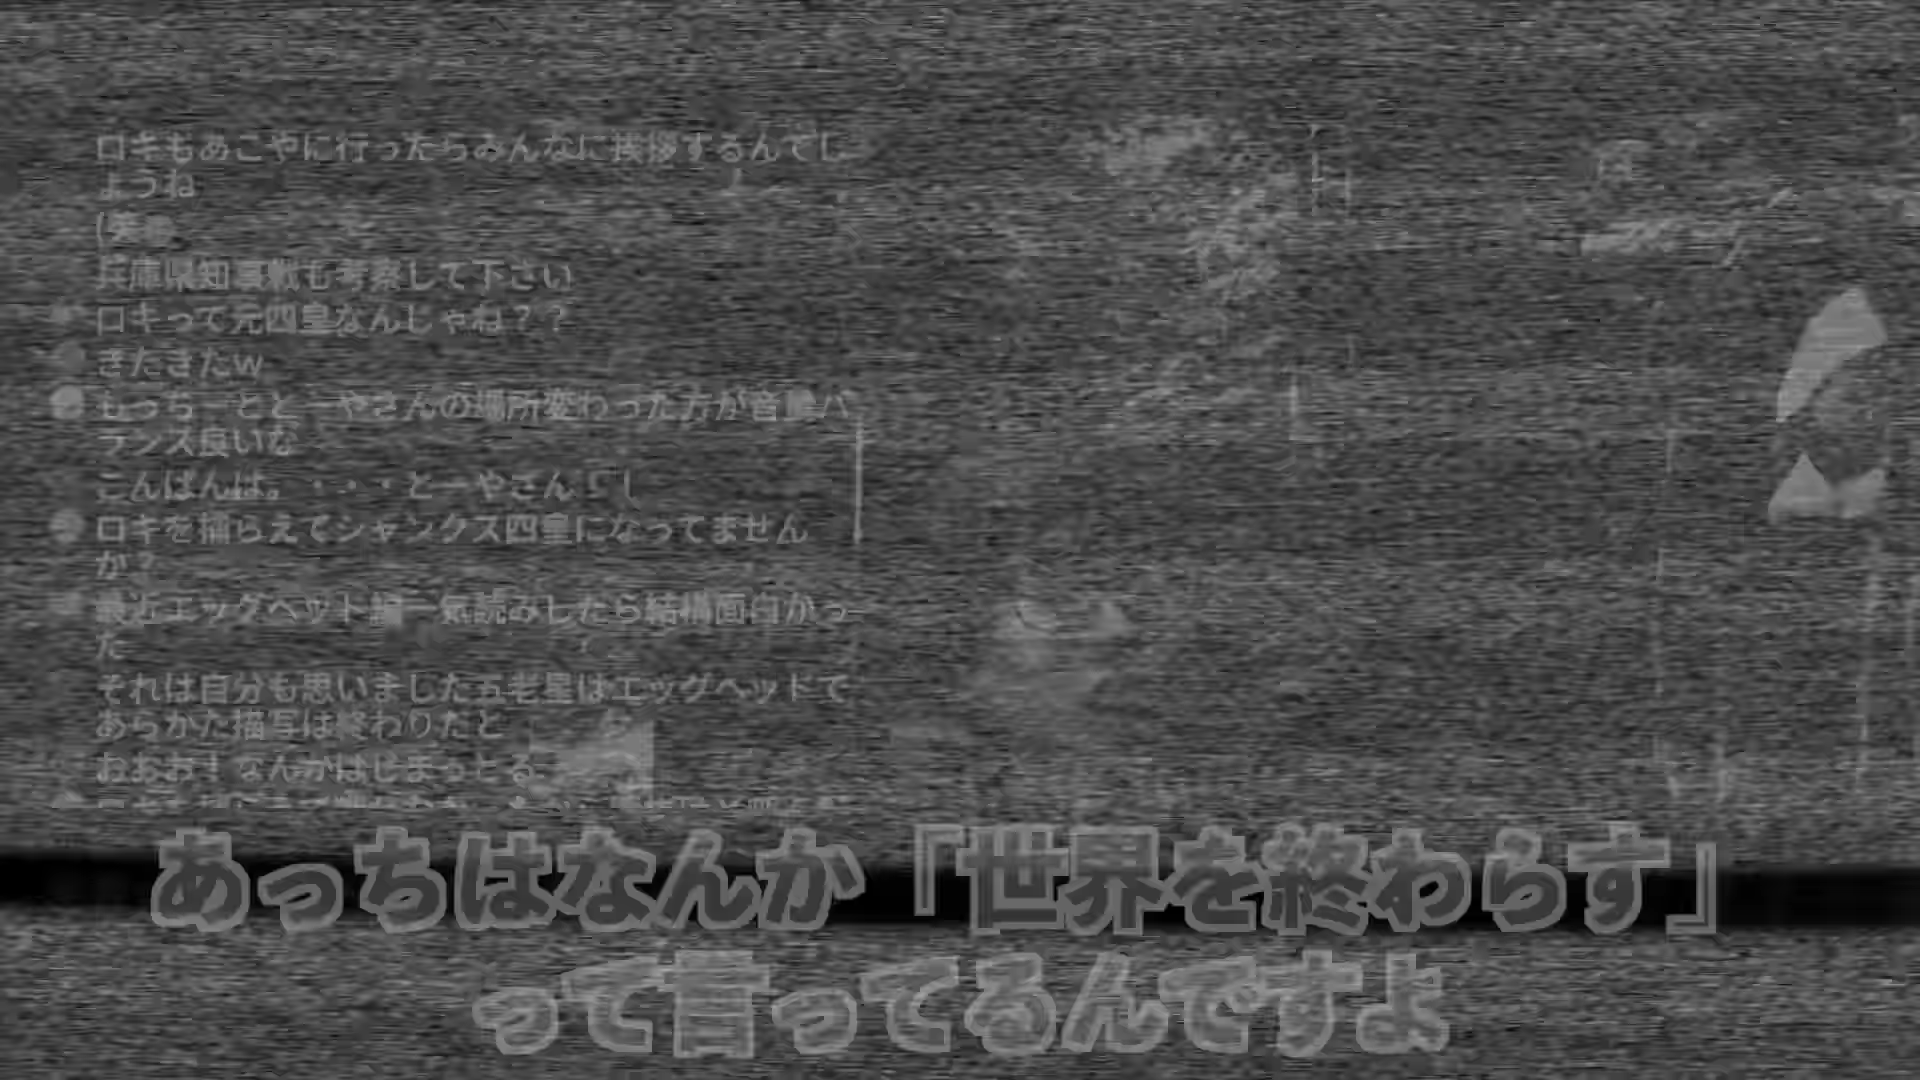 ロキもあこやに行ったらみんなに挨拶するんでし
ょうね
(笑
兵庫県知事戦も考察して下さい
ロキって元四皇なんじゃね？？
きたきたw
もっちーととーやさんの場所変わった方が音量バ
ランス良いな
こんばんは。・・・とーやさん
ロキを捕らえてシャンクス四皇になってません
か？
最近エッグヘッド編一気読みしたら結構面白かっ
た
それは自分も思いました五老星はエッグヘッドで
あらかた描写は終わりだと
おおお！なんかはじまっとる
あっちはなんか「世界を終わらす」
って言ってるんですよ